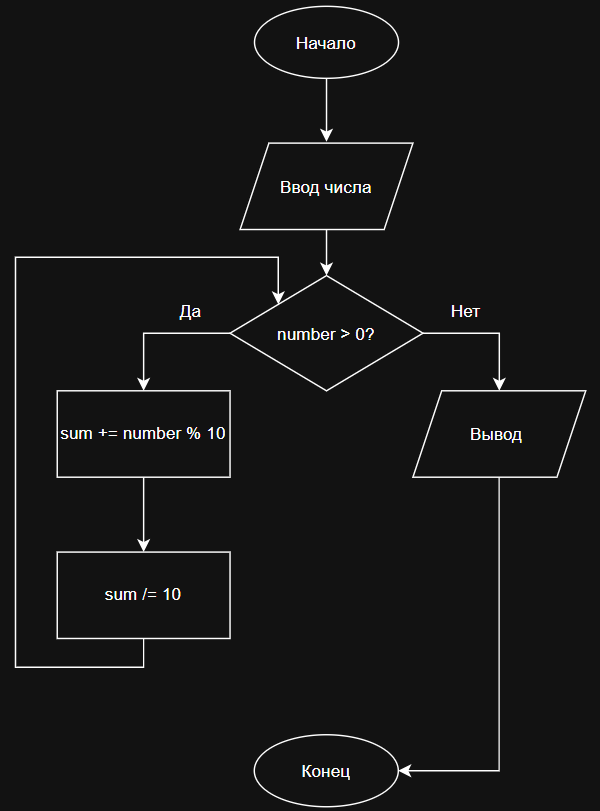 Начало
Ввод числа
Да
number > 0?
Нет
sum += number % 10
Вывод
sum /= 10
Конец